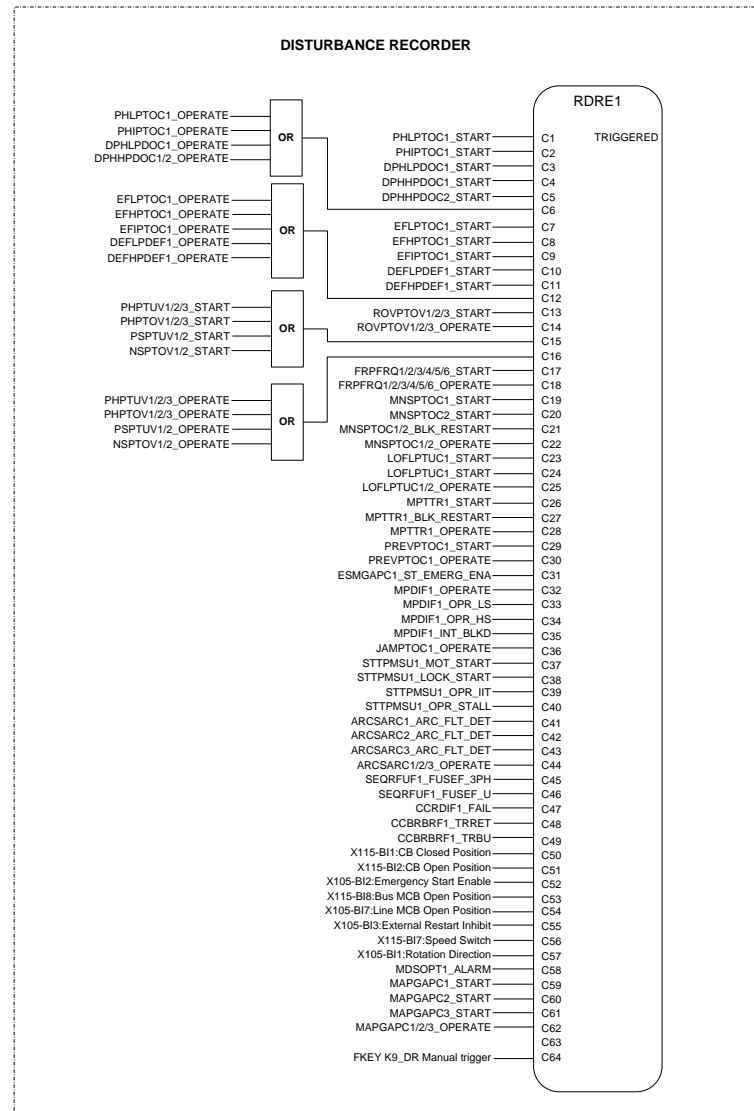 DISTURBANCE RECORDER
RDRE1
TRIGGERED
PHLPTOC1_OPERATE
PHIPTOC1_OPERATE
DPHLPDOC1_OPERATE
DPHHPDOC1/2_OPERATE
OR
EFLPTOC1_OPERATE
EFHPTOC1_OPERATE
EFIPTOC1_OPERATE
DEFLPDEF1_OPERATE
DEFHPDEF1_OPERATE
OR
PHPTUV1/2/3_START
PHPTOV1/2/3_START
PSPTUV1/2_START
NSPTOV1/2_START
OR
PHPTUV1/2/3_OPERATE
PHPTOV1/2/3_OPERATE
PSPTUV1/2_OPERATE
NSPTOV1/2_OPERATE
OR
PHLPTOC1_START C1
PHIPTOC1_START C2
DPHLPDOC1_START C3
DPHHPDOC1_START C4
DPHHPDOC2_START C5
C6
EFLPTOC1_START C7
EFHPTOC1_START C8
EFIPTOC1_START C9
DEFLPDEF1_START C10
DEFHPDEF1_START C11
C12
ROVPTOV1/2/3_START C13
ROVPTOV1/2/3_OPERATE C14
C15
C16
FRPFRQ1/2/3/4/5/6_START C17
FRPFRQ1/2/3/4/5/6_OPERATE C18
MNSPTOC1_START C19
MNSPTOC2_START C20
MNSPTOC1/2_BLK_RESTART C21
MNSPTOC1/2_OPERATE C22
LOFLPTUC1_START C23
LOFLPTUC1_START C24
LOFLPTUC1/2_OPERATE C25
MPTTR1_START C26
MPTTR1_BLK_RESTART C27
MPTTR1_OPERATE C28
PREVPTOC1_START C29
PREVPTOC1_OPERATE C30
ESMGAPC1_ST_EMERG_ENA C31
MPDIF1_OPERATE C32
MPDIF1_OPR_LS C33
MPDIF1_OPR_HS C34
MPDIF1_INT_BLKD C35
JAMPTOC1_OPERATE C36
STTPMSU1_MOT_START C37
STTPMSU1_LOCK_START C38
STTPMSU1_OPR_IIT C39
STTPMSU1_OPR_STALL C40
ARCSARC1_ARC_FLT_DET C41
ARCSARC2_ARC_FLT_DET C42
ARCSARC3_ARC_FLT_DET C43
ARCSARC1/2/3_OPERATE C44
SEQRFUF1_FUSEF_3PH C45
SEQRFUF1_FUSEF_U C46
CCRDIF1_FAIL C47
CCBRBRF1_TRRET C48
CCBRBRF1_TRBU C49
X115-BI1:CB Closed Position C50
X115-BI2:CB Open Position C51
X105-BI2:Emergency Start Enable C52
X115-BI8:Bus MCB Open Position C53
X105-BI7:Line MCB Open Position C54
X105-BI3:External Restart Inhibit C55
X115-BI7:Speed Switch C56
X105-BI1:Rotation Direction C57
MDSOPT1_ALARM C58
MAPGAPC1_START C59
MAPGAPC2_START C60
MAPGAPC3_START C61
MAPGAPC1/2/3_OPERATE C62
C63
FKEY K9_DR Manual trigger C64